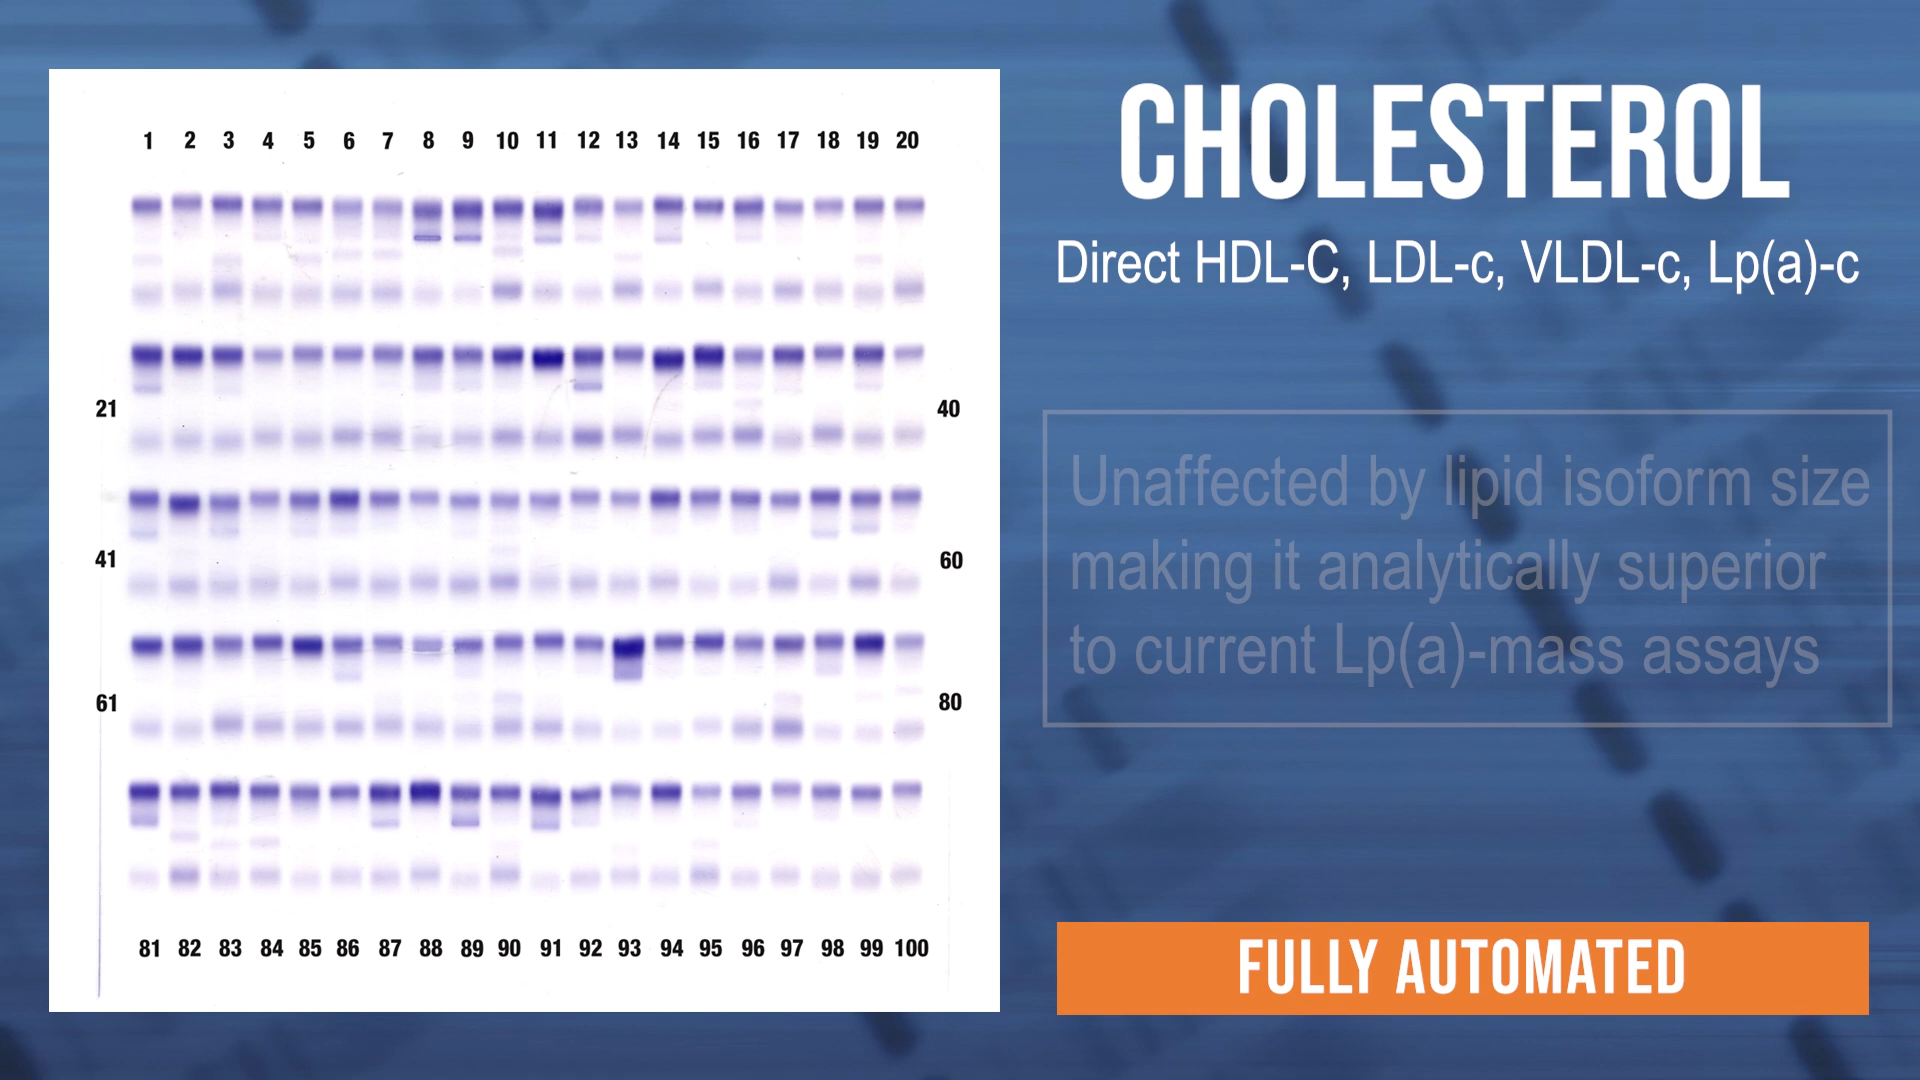 1 2 3 4 5 6 7 8 9 10 11 12 13 14 15 16 17 18 19 20
21 40
41 60
61 80
81 82 83 84 85 86 87 88 89 90 91 92 93 94 95 96 97 98 99 100
CHOLESTEROL
Direct HDL-C, LDL-c, VLDL-c, Lp(a)-c
Unaffected by lipid isoform size
making it analytically superior
to current Lp(a)-mass assays
FULLY AUTOMATED